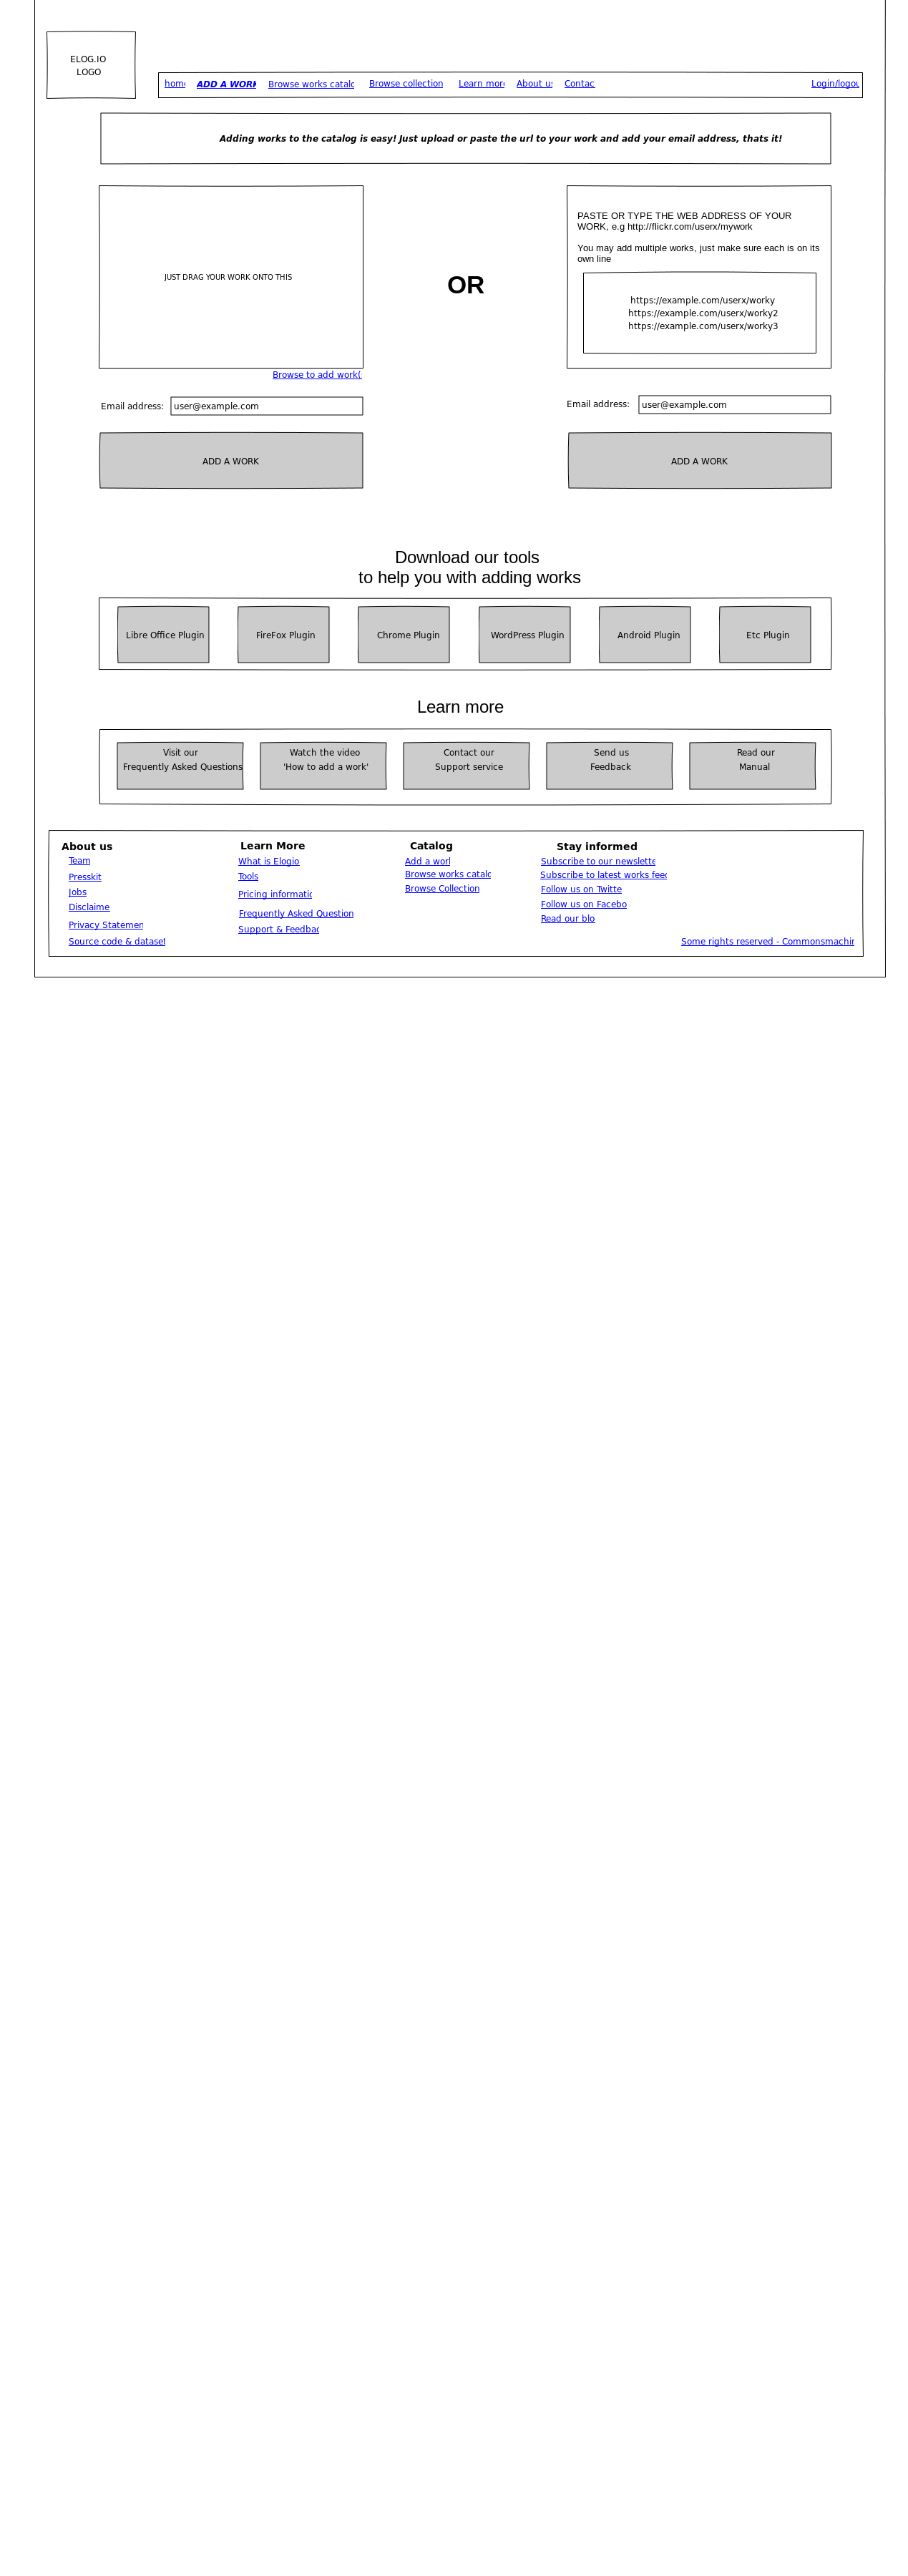 ELOG.IO
LOGO
home ADD A WORK Browse works catalo Browse collection Learn more About us Contac Login/logou
Adding works to the catalog is easy! Just upload or paste the url to your work and add your email address, thats it!
JUST DRAG YOUR WORK ONTO THIS
Browse to add work(
Email address: user@example.com
ADD A WORK
OR
PASTE OR TYPE THE WEB ADDRESS OF YOUR
WORK, e.g http://flickr.com/userx/mywork
You may add multiple works, just make sure each is on its
own line
https://example.com/userx/worky
https://example.com/userx/worky2
https://example.com/userx/worky3
Email address: user@example.com
ADD A WORK
Download our tools
to help you with adding works
Libre Office Plugin
FireFox Plugin
Chrome Plugin
WordPress Plugin
Android Plugin
Etc Plugin
Learn more
Visit our
Frequently Asked Questions
Watch the video
'How to add a work'
Contact our
Support service
Send us
Feedback
Read our
Manual
About us
Team
Presskit
Jobs
Disclaime
Privacy Statemen
Source code & dataset
Learn More
What is Elogio
Tools
Pricing informatio
Frequently Asked Question
Support & Feedbac
Catalog
Add a worl
Browse works catalo
Browse Collection
Stay informed
Subscribe to our newslette
Subscribe to latest works feed
Follow us on Twitte
Follow us on Facebo
Read our blo
Some rights reserved - Commonsmachin